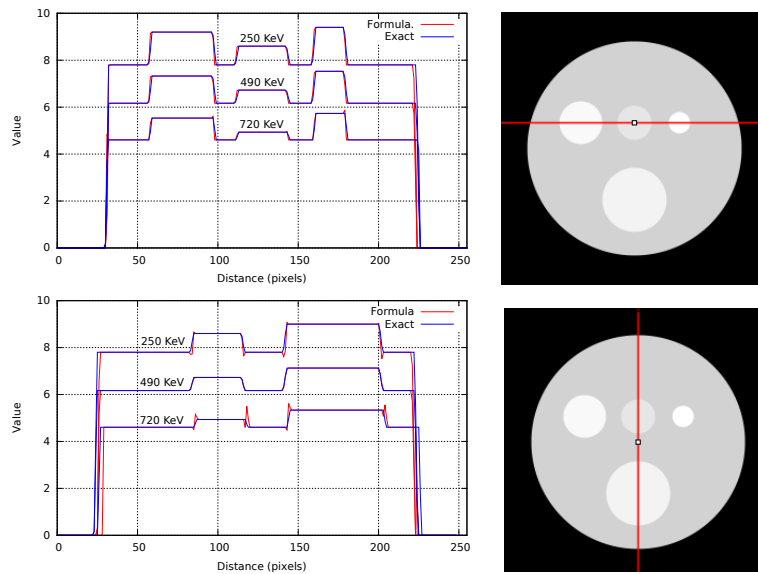 10
8
6
4
2
0
Value
0
50
100
150
200
250
Distance (pixels)
Formula.
Exact
250 KeV
490 KeV
720 KeV
10
8
6
4
2
0
Value
0
50
100
150
200
250
Distance (pixels)
Formula
Exact
250 KeV
490 KeV
720 KeV